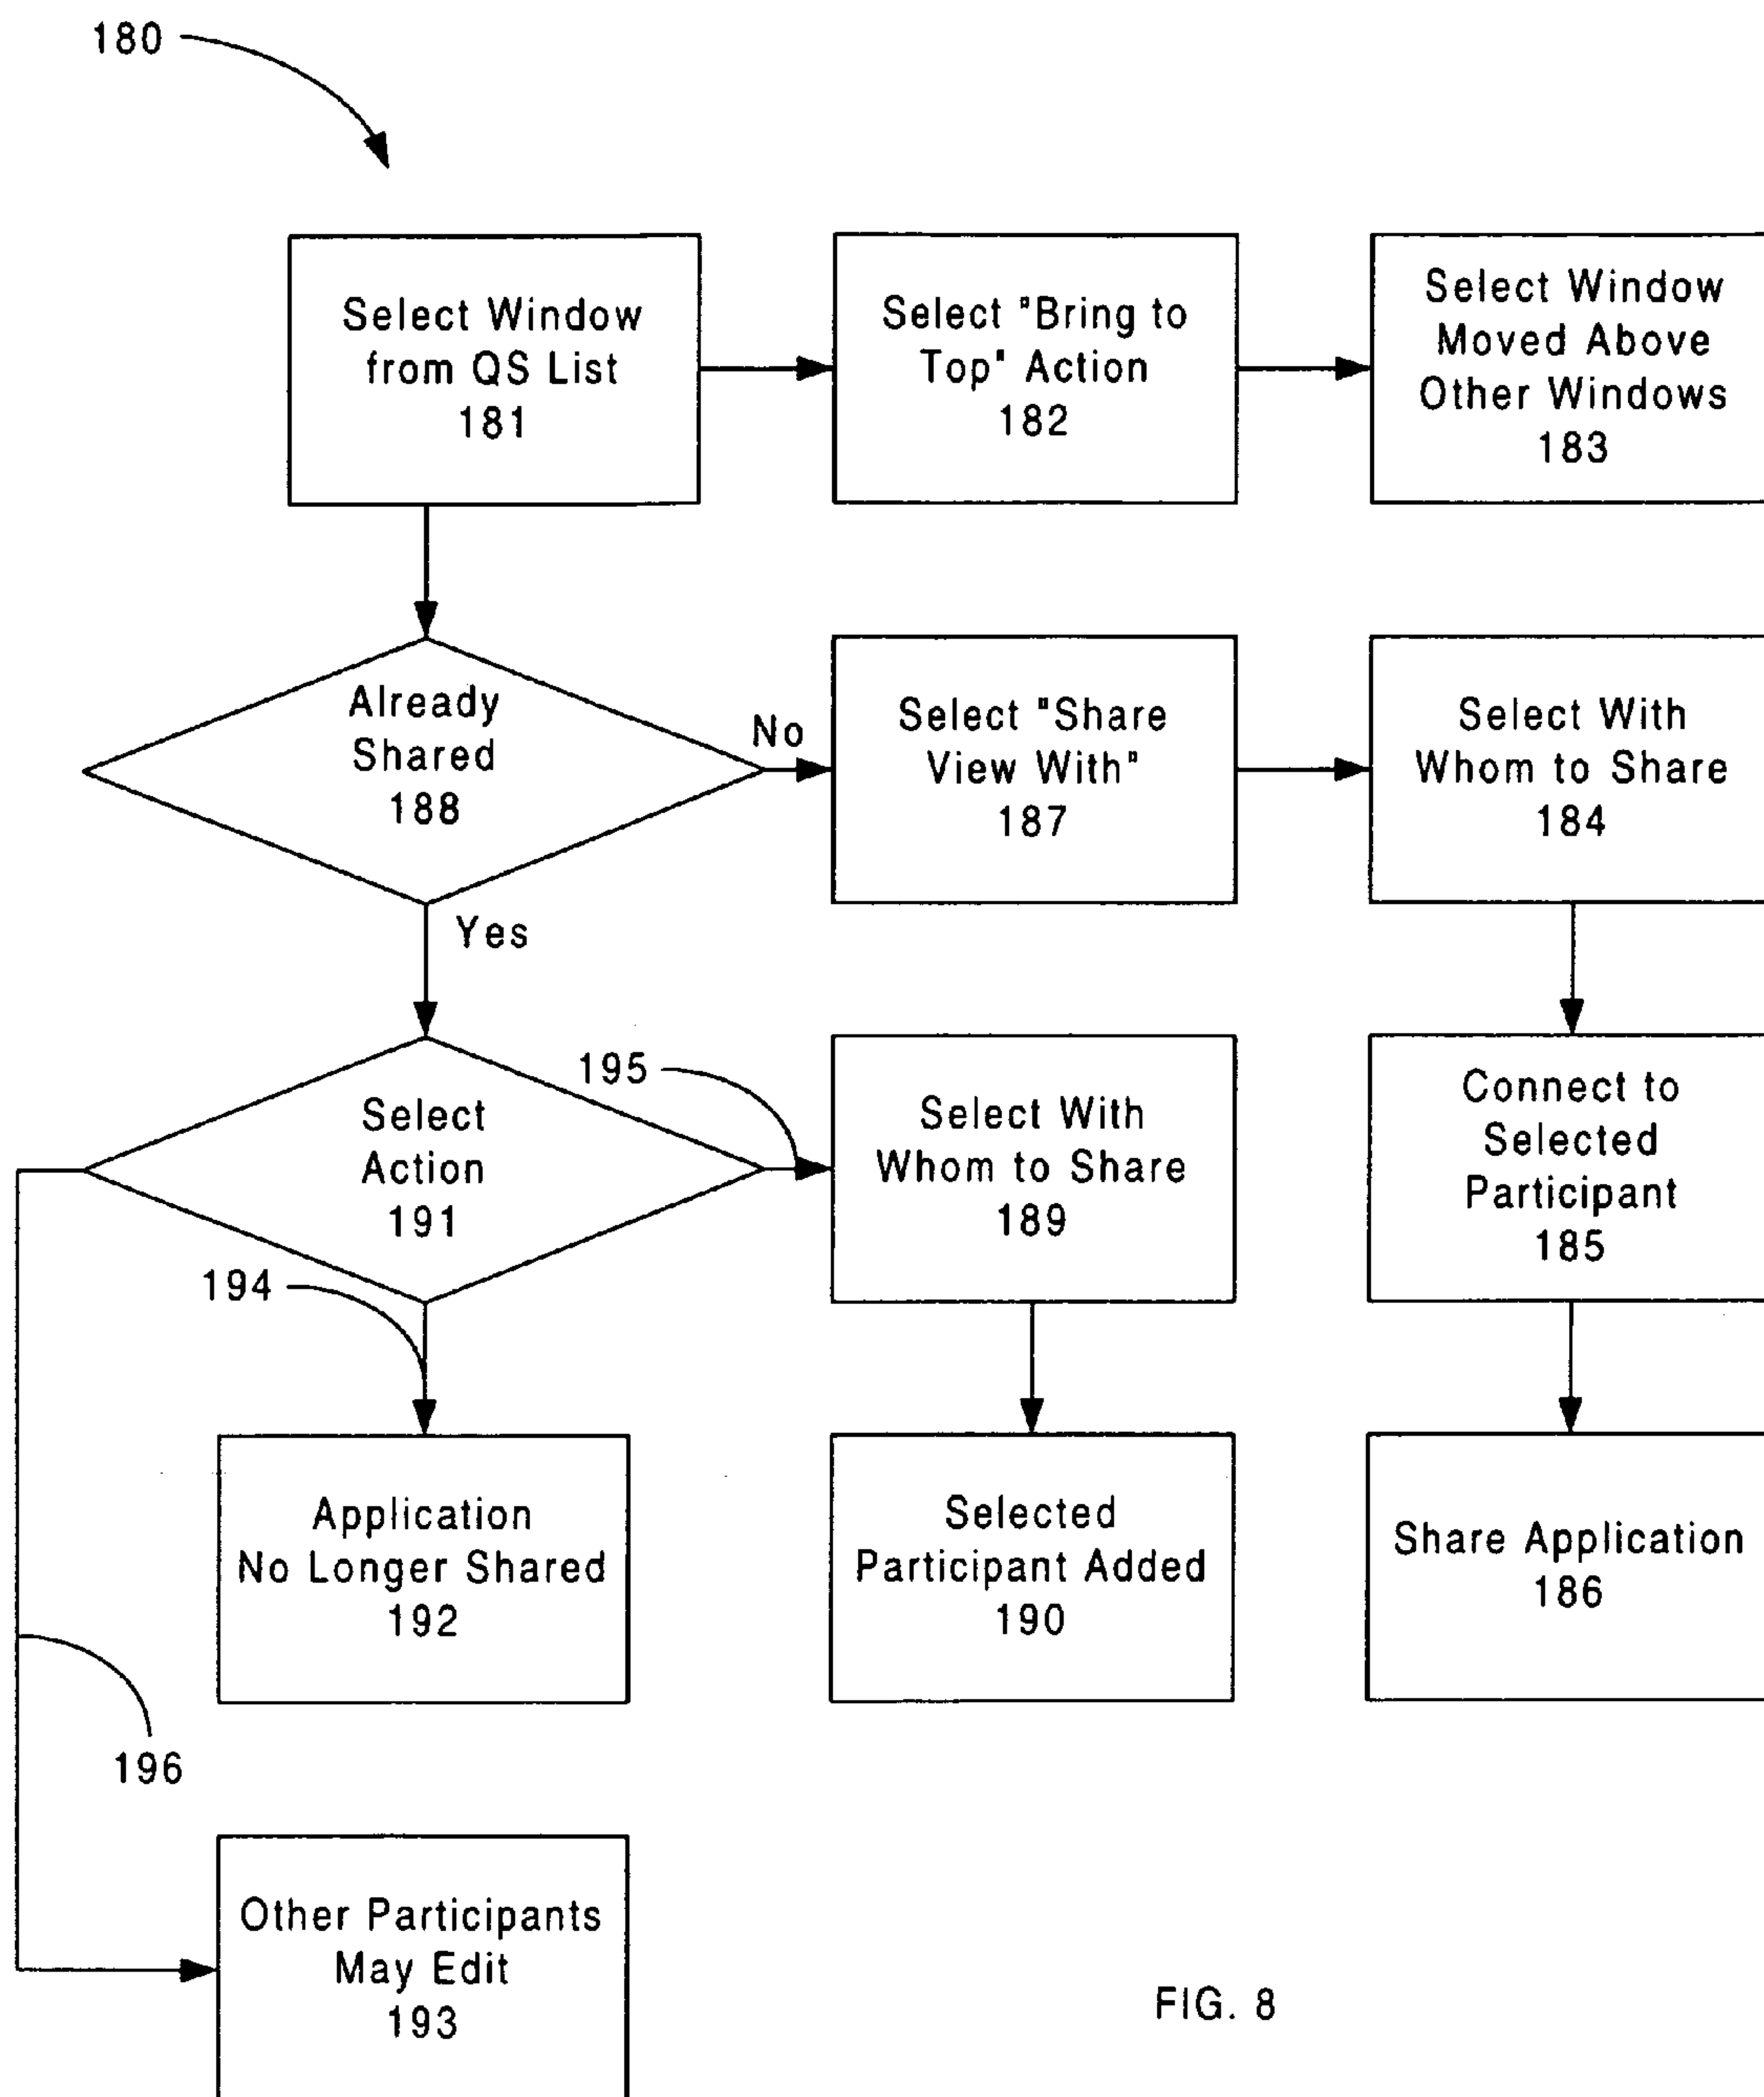 180
Select Window
from QS List
181
Select "Bring to
Top" Action
182
Select Window
Moved Above
Other Windows
183
Already
Shared
188
No
Select "Share
View With"
187
Select With
Whom to Share
184
Yes
Select
Action
191
195
Select With
Whom to Share
189
Connect to
Selected
Participant
185
194
Application
No Longer Shared
192
Selected
Participant Added
190
Share Application
186
196
Other Participants
May Edit
193
FIG. 8